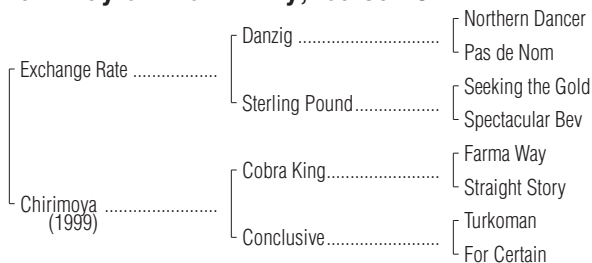 Northern Dancer
Danzig ....................
Pas de Nom
Exchange Rate ..................
Seeking the Gold
Sterling Pound..................
Spectacular Bev
Farma Way
Cobra King........................
Straight Story
Chirimoya ........................
(1999)
Turkoman
Conclusive........................
For Certain